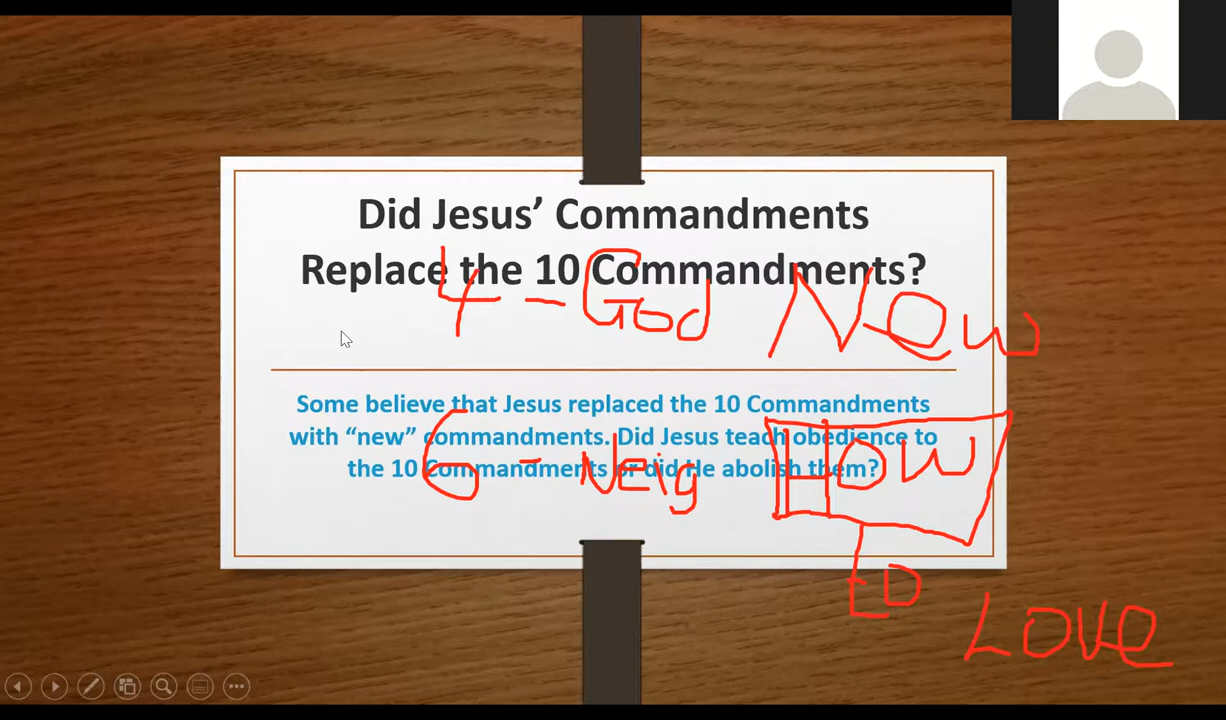 Did Jesus’ Commandments
Replace the 10 Commandments?
4 - God
New
Some believe that Jesus replaced the 10 Commandments
with “new” commandments. Did Jesus teach obedience to
the 10 Commandments or did He abolish them?
6 - Neig
How
to
Love